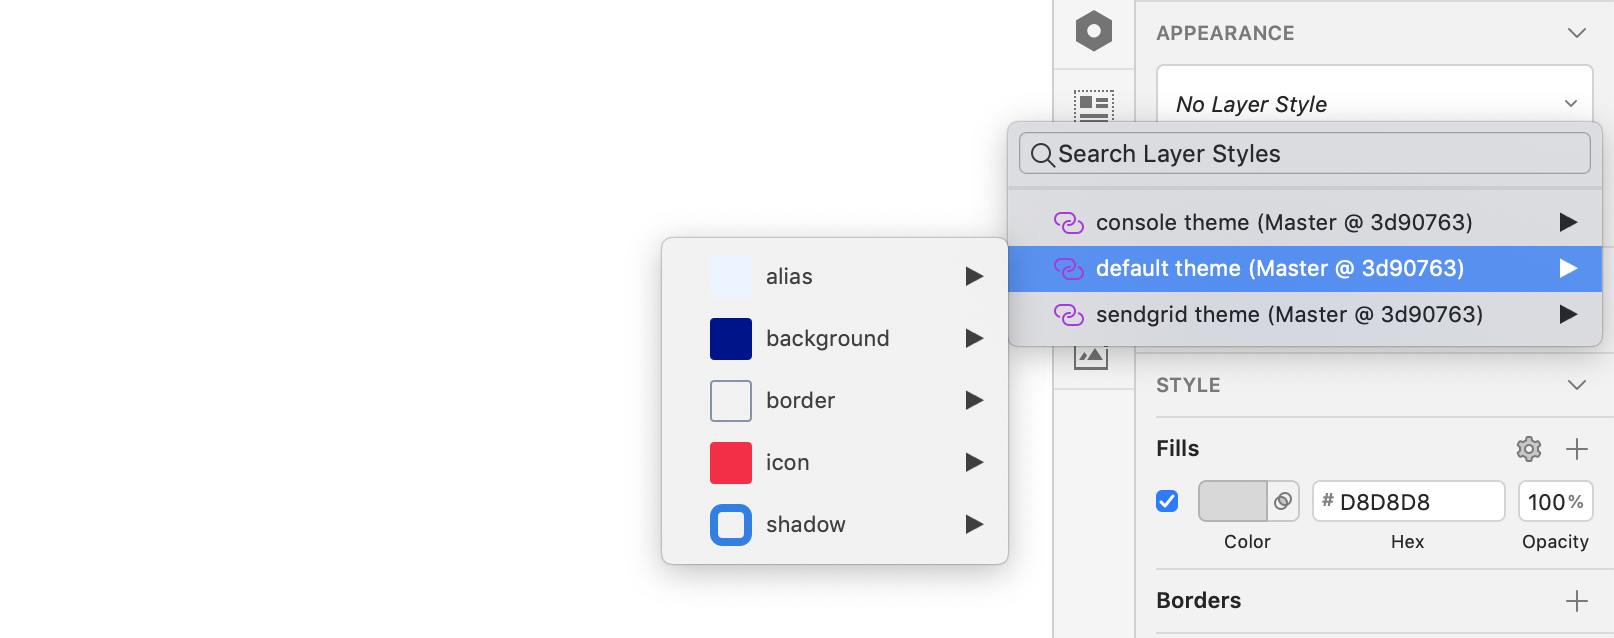 APPEARANCE
No Layer Style
Search Layer Styles
console theme (Master @ 3d90763)
default theme (Master @ 3d90763)
sendgrid theme (Master @ 3d90763)
alias
background
border
icon
shadow
STYLE
Fills
# D8D8D8 100%
Color Hex Opacity
Borders